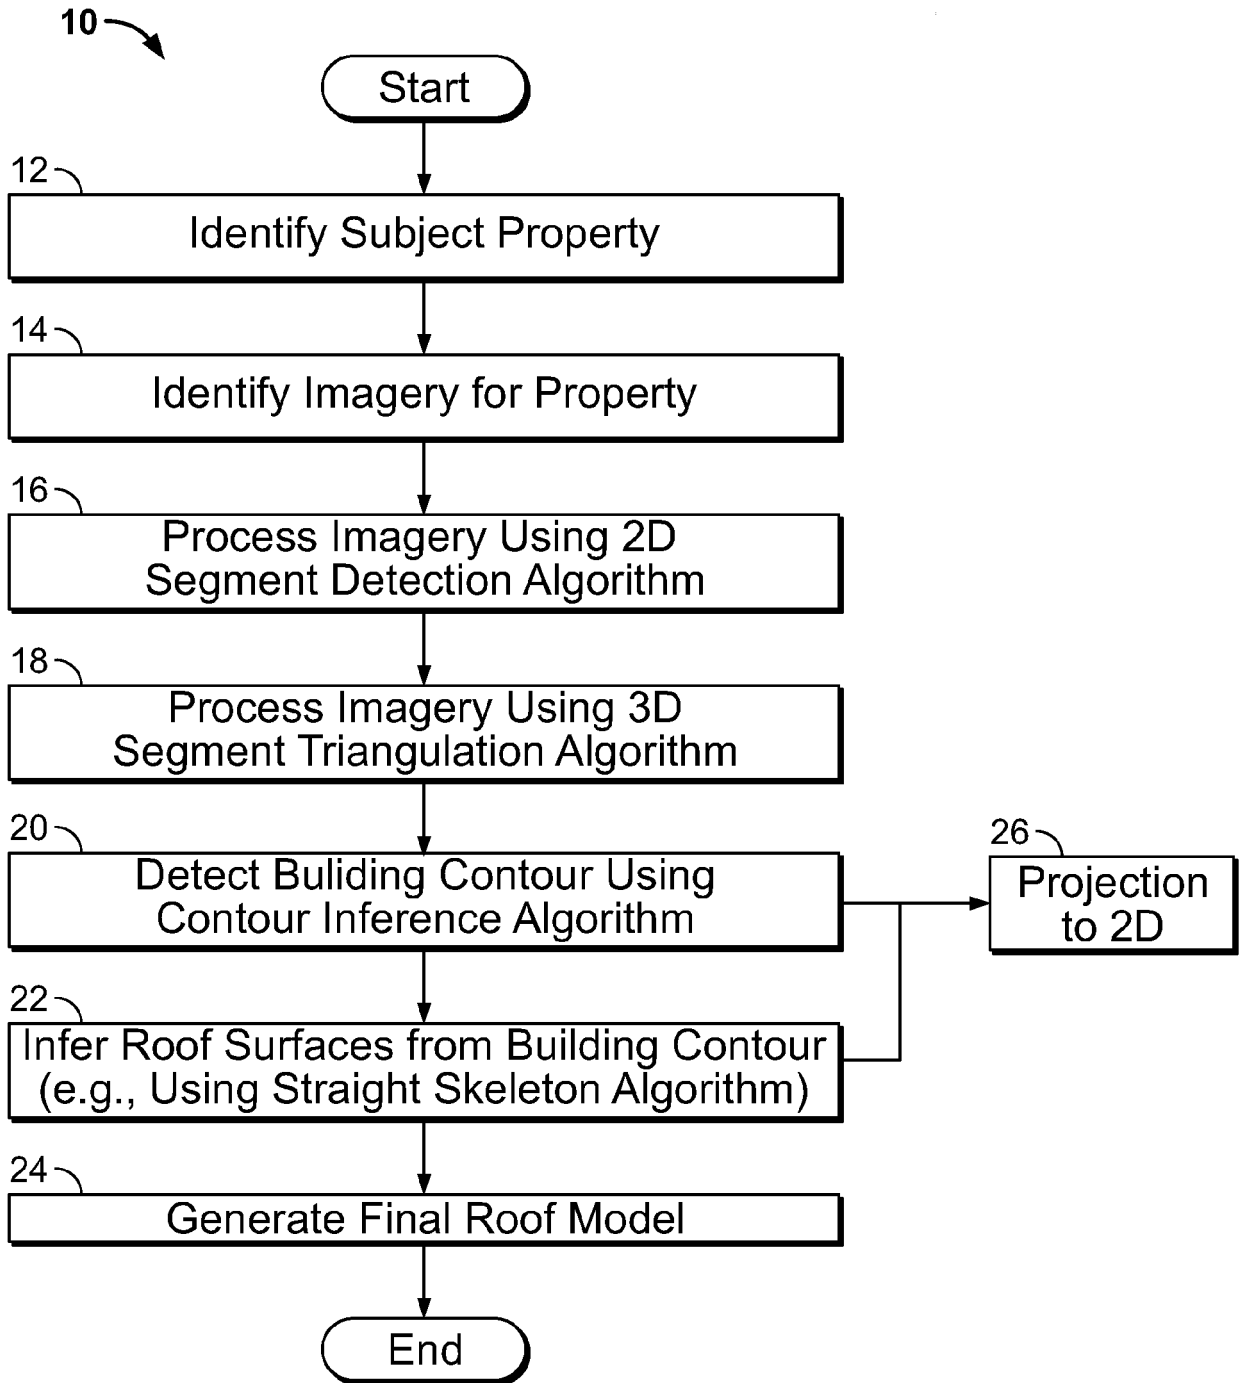 10
Start
12
Identify Subject Property
14
Identify Imagery for Property
16
Process Imagery Using 2D
Segment Detection Algorithm
18
Process Imagery Using 3D
Segment Triangulation Algorithm
20
Detect Buliding Contour Using
Contour Inference Algorithm
26
Projection
to 2D
22
Infer Roof Surfaces from Building Contour
(e.g., Using Straight Skeleton Algorithm)
24
Generate Final Roof Model
End